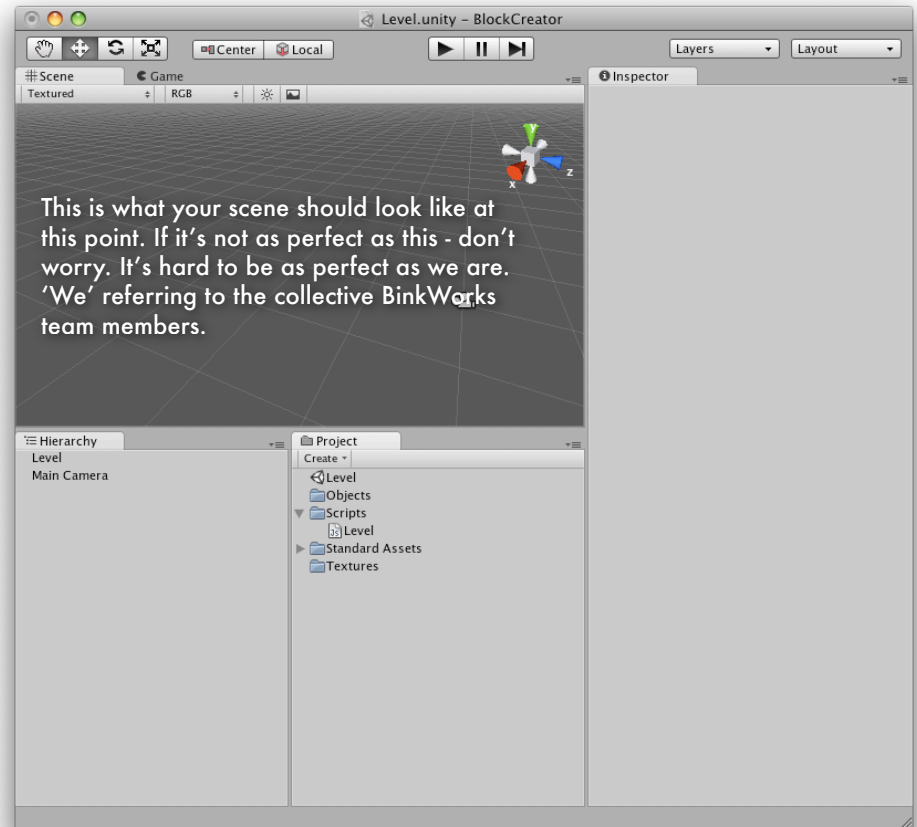 Level.unity – BlockCreator
Center Local Layers Layout
Scene Game Inspector
Textured RGB
y
z
x
This is what your scene should look like at
this point. If it's not as perfect as this - don't
worry. It's hard to be as perfect as we are.
'We' referring to the collective BinkWorks
team members.
Hierarchy
Level
Main Camera
Project
Create
Level
Objects
Scripts
JS Level
Standard Assets
Textures